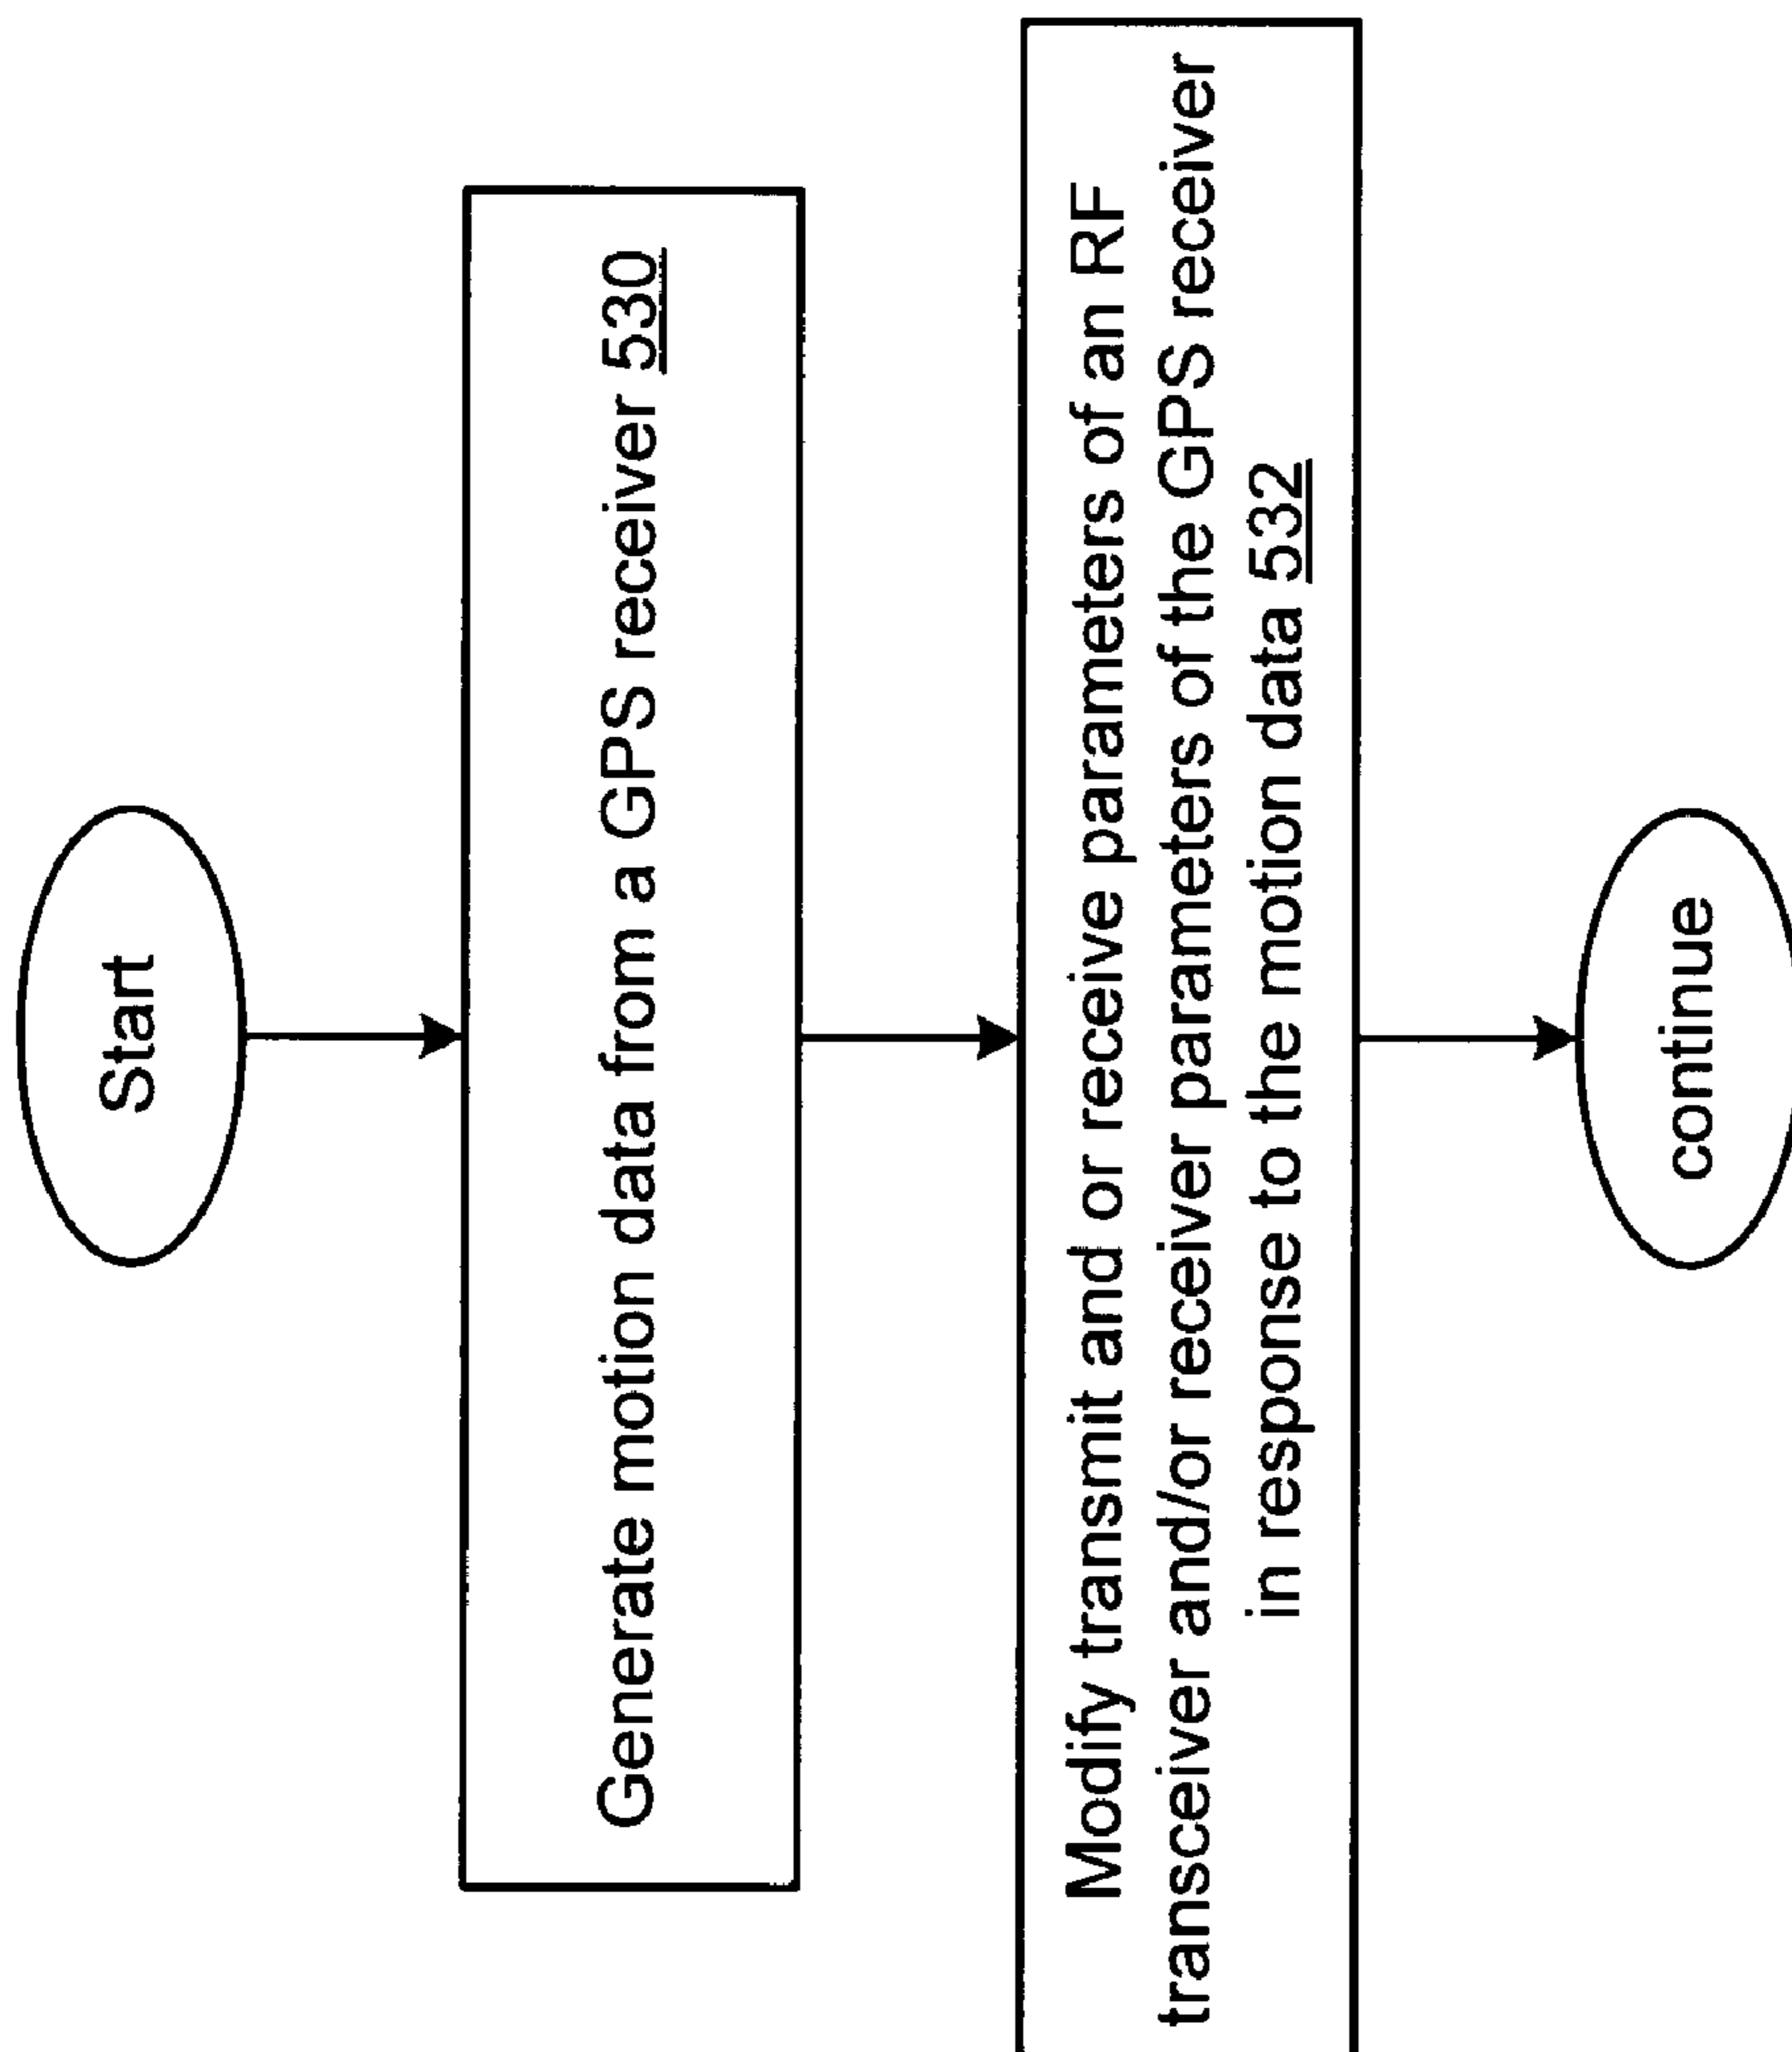 Start
Generate motion data from a GPS receiver 530
Modify transmit and or receive parameters of an RF
transceiver and/or receiver parameters of the GPS receiver
in response to the motion data 532
continue